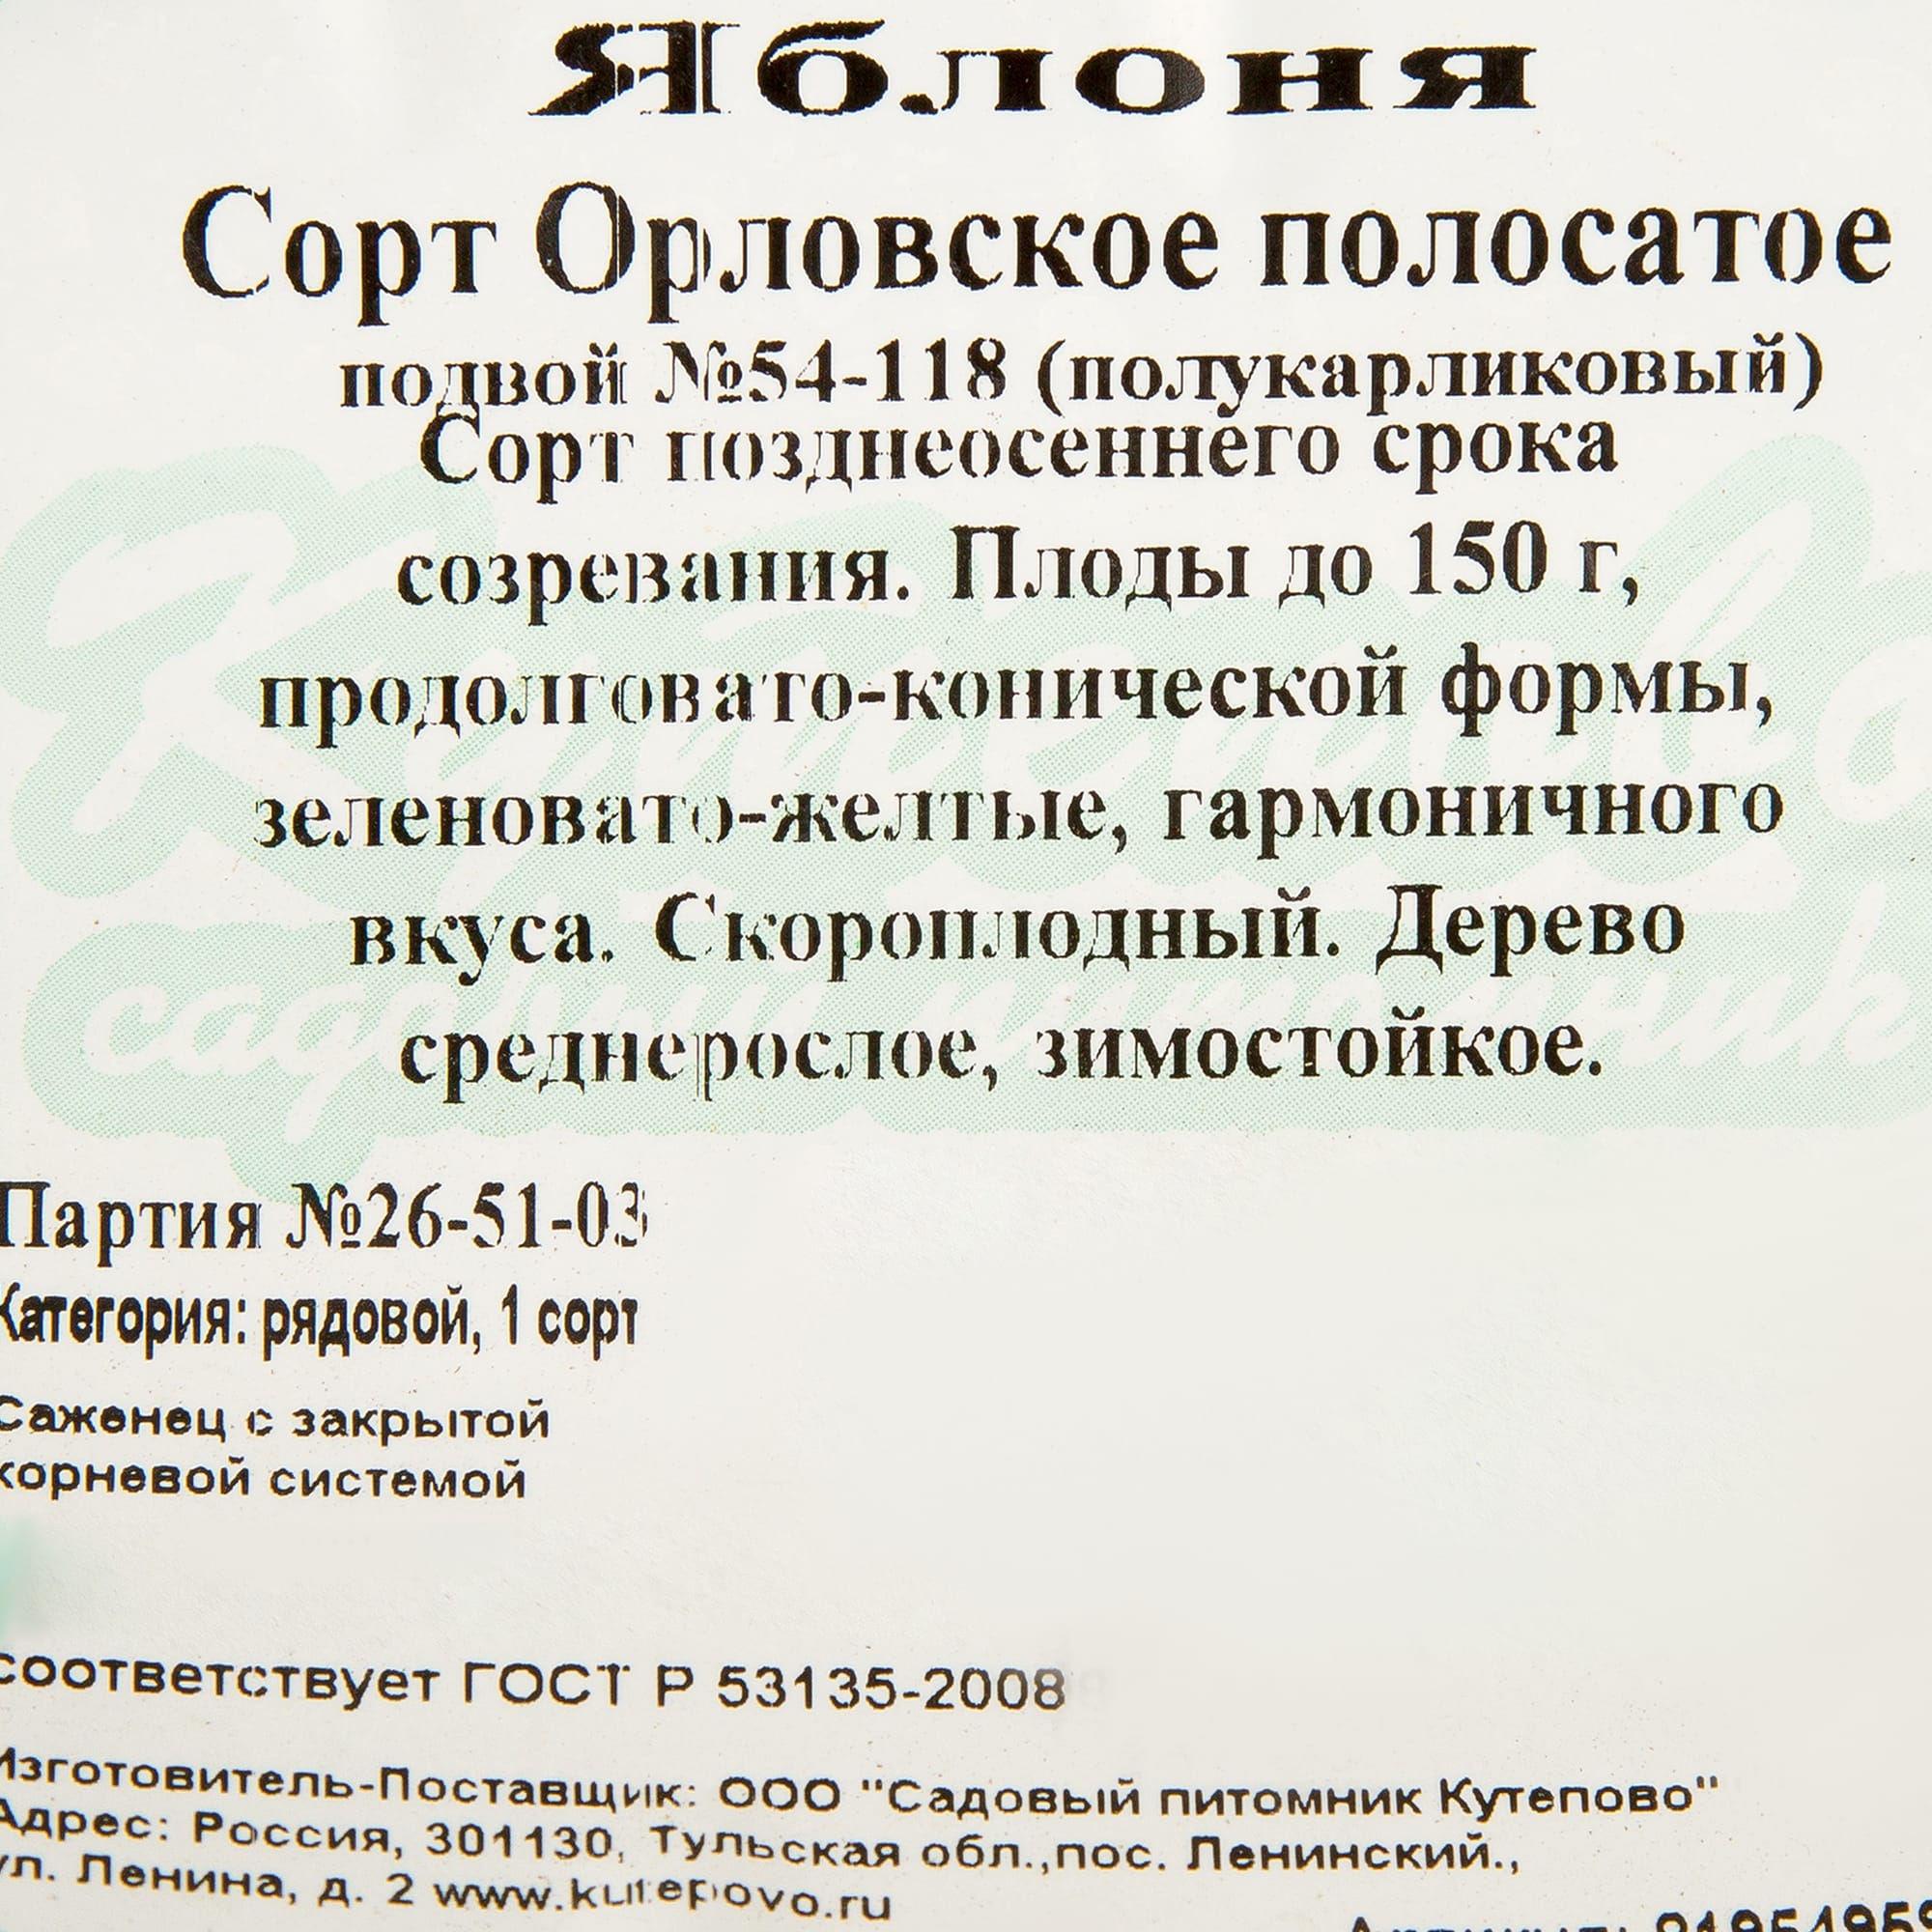 Яблоня
Сорт Орловское полосатое
подвой №54-118 (полукарликовый)
Сорт позднеосеннего срока
созревания. Плоды до 150 г,
продолговато-конической формы,
зеленовато-желтые, гармоничного
вкуса. Скороплодный. Дерево
среднерослое, зимостойкое.
Партия №26-51-03
Категория: рядовой, 1 сорт
Саженец с закрытой
корневой системой
соответствует ГОСТ Р 53135-2008
Изготовитель-Поставщик: ООО "Садовый питомник Кутепово"
Адрес: Россия, 301130, Тульская обл.,пос. Ленинский.,
ул. Ленина, д. 2 www.kutepovo.ru